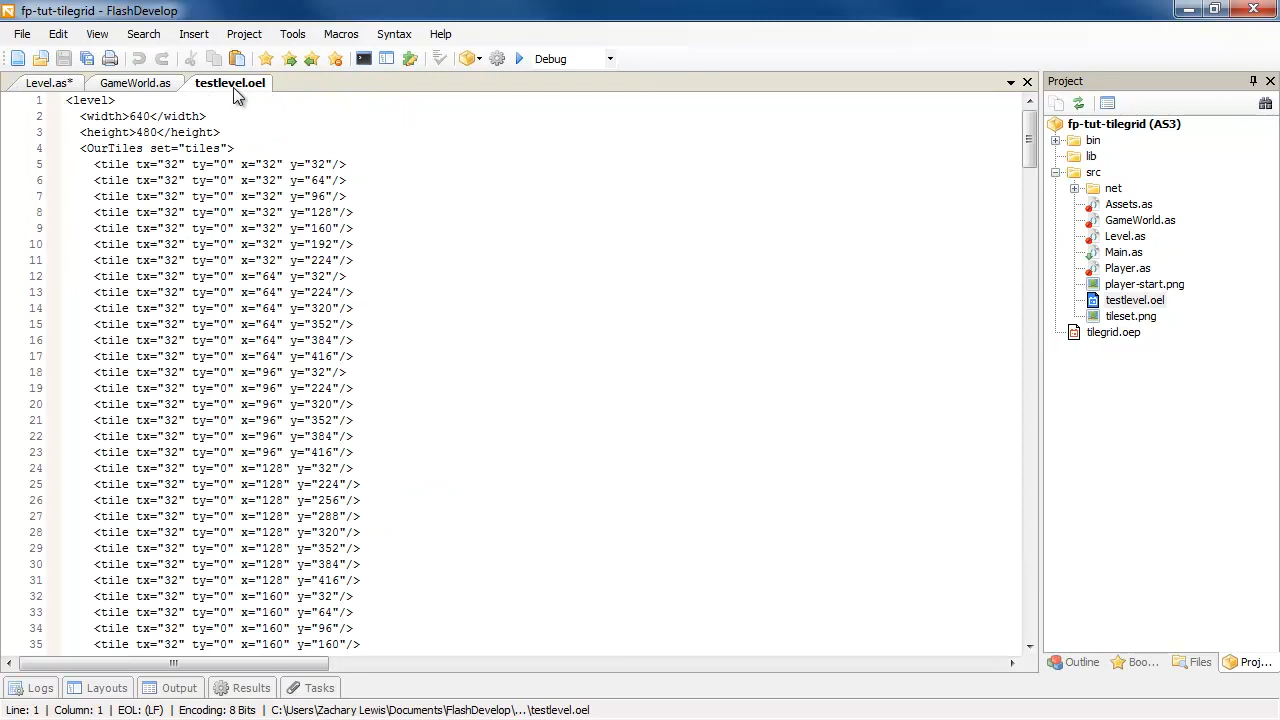 fp-tut-tilegrid - FlashDevelop
File Edit View Search Insert Refactor Project Tools Macros Syntax Help
Debug
Level.as* GameWorld.as testlevel.oel
1 <level>
2 <width>640</width>
3 <height>480</height>
4 <OurTiles set="tiles">
5 <tile tx="32" ty="0" x="32" y="32"/>
6 <tile tx="32" ty="0" x="32" y="64"/>
7 <tile tx="32" ty="0" x="32" y="96"/>
8 <tile tx="32" ty="0" x="32" y="128"/>
9 <tile tx="32" ty="0" x="32" y="160"/>
10 <tile tx="32" ty="0" x="32" y="192"/>
11 <tile tx="32" ty="0" x="32" y="224"/>
12 <tile tx="32" ty="0" x="64" y="32"/>
13 <tile tx="32" ty="0" x="64" y="224"/>
14 <tile tx="32" ty="0" x="64" y="320"/>
15 <tile tx="32" ty="0" x="64" y="352"/>
16 <tile tx="32" ty="0" x="64" y="384"/>
17 <tile tx="32" ty="0" x="64" y="416"/>
18 <tile tx="32" ty="0" x="96" y="32"/>
19 <tile tx="32" ty="0" x="96" y="224"/>
20 <tile tx="32" ty="0" x="96" y="320"/>
21 <tile tx="32" ty="0" x="96" y="352"/>
22 <tile tx="32" ty="0" x="96" y="384"/>
23 <tile tx="32" ty="0" x="96" y="416"/>
24 <tile tx="32" ty="0" x="128" y="32"/>
25 <tile tx="32" ty="0" x="128" y="224"/>
26 <tile tx="32" ty="0" x="128" y="256"/>
27 <tile tx="32" ty="0" x="128" y="288"/>
28 <tile tx="32" ty="0" x="128" y="320"/>
29 <tile tx="32" ty="0" x="128" y="352"/>
30 <tile tx="32" ty="0" x="128" y="384"/>
31 <tile tx="32" ty="0" x="128" y="416"/>
32 <tile tx="32" ty="0" x="160" y="32"/>
33 <tile tx="32" ty="0" x="160" y="64"/>
34 <tile tx="32" ty="0" x="160" y="96"/>
35 <tile tx="32" ty="0" x="160" y="160"/>
Project
fp-tut-tilegrid (AS3)
bin
lib
src
net
Assets.as
GameWorld.as
Level.as
Main.as
Player.as
player-start.png
testlevel.oel
tileset.png
tilegrid.oep
Outline Boo... Files Proj...
Logs Layouts Output Results Tasks
Line: 1 Column: 1 EOL: (LF) Encoding: 8 Bits C:\Users\Zachary Lewis\Documents\FlashDevelop\...\testlevel.oel